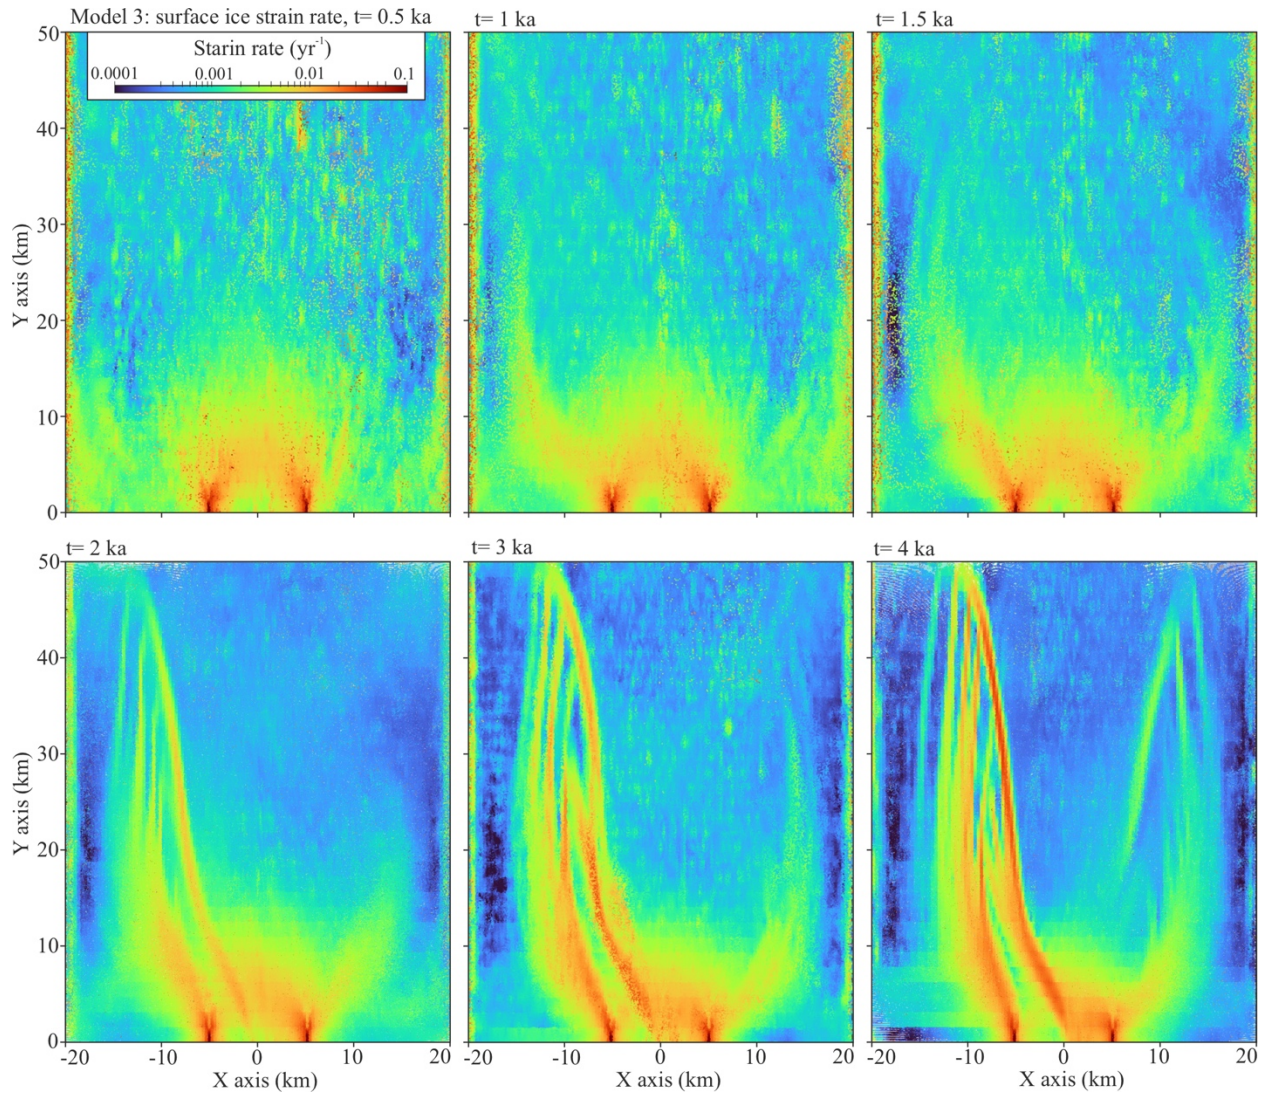 Model 3: surface ice strain rate, t= 0.5 ka
t= 1 ka
t= 1.5 ka
Starin rate (yr-1)
0.0001 0.001 0.01 0.1
50
40
30
20
10
0
Y axis (km)
t= 2 ka
t= 3 ka
t= 4 ka
50
40
30
20
10
0
Y axis (km)
-20 -10 0 10 20
-20 -10 0 10 20
-20 -10 0 10 20
X axis (km)
X axis (km)
X axis (km)